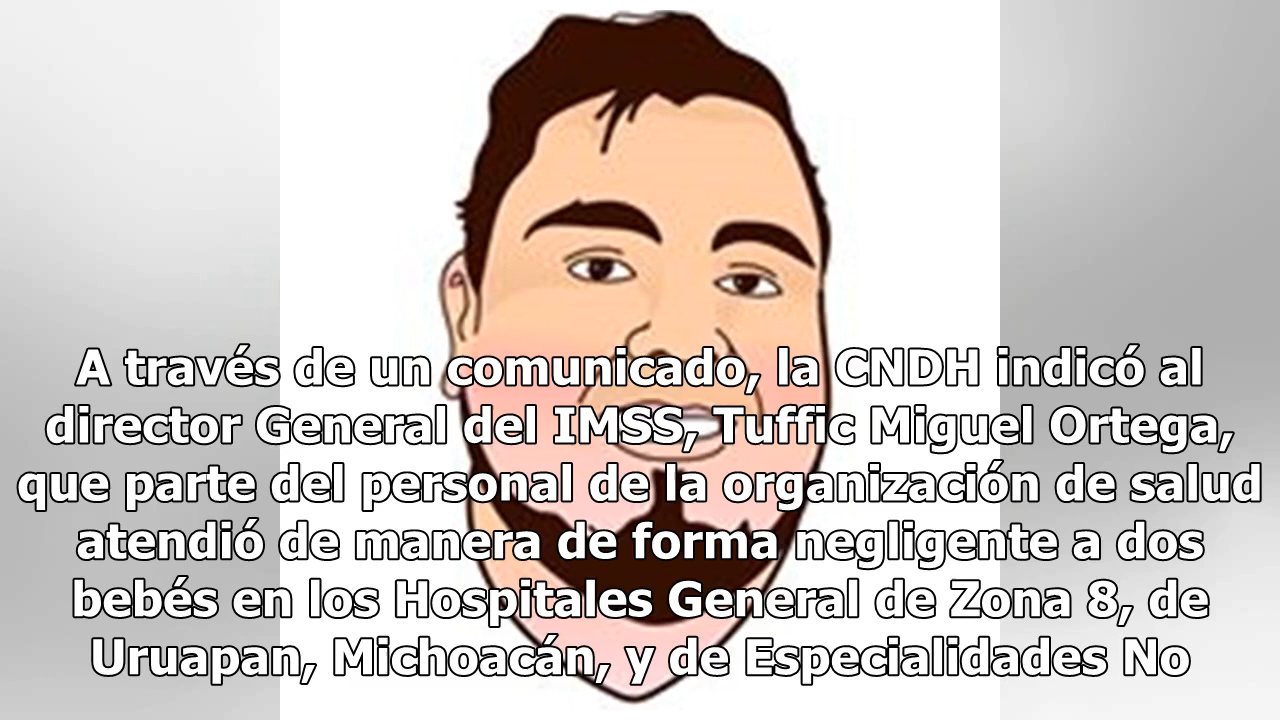 A través de un comunicado, la CNDH indicó al
director General del IMSS, Tuffic Miguel Ortega,
que parte del personal de la organización de salud
atendió de manera de forma negligente a dos
bebés en los Hospitales General de Zona 8, de
Uruapan, Michoacán, y de Especialidades No